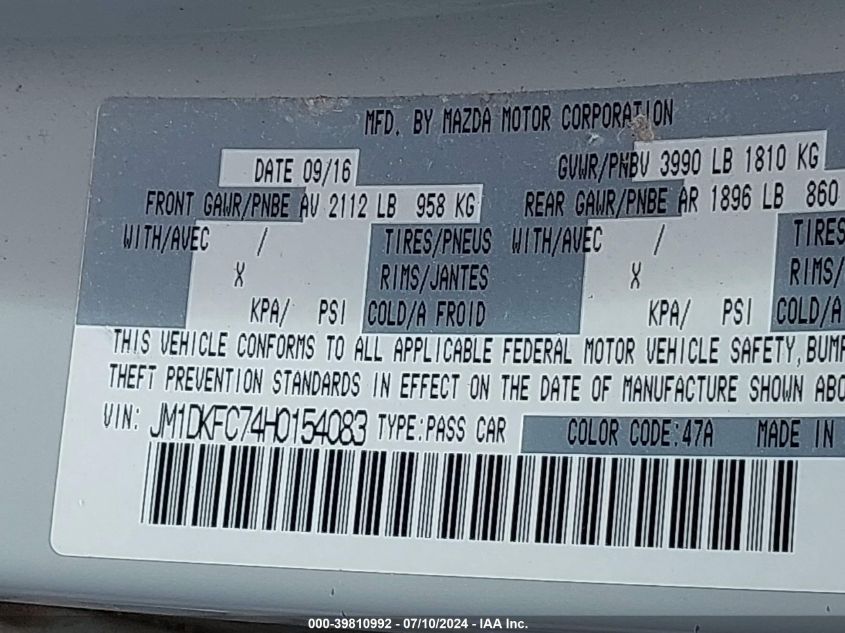 MFD. BY MAZDA MOTOR CORPORATION
DATE 09/16 GVWR/PNBV 3990 LB 1810 KG
FRONT GAWR/PNBE AV 2112 LB 958 KG REAR GAWR/PNBE AR 1896 LB 860
WITH/AVEC / TIRES/PNEUS WITH/AVEC / TIRES
X RIMS/JANTES X RIMS/
KPA/ PSI COLD/A FROID KPA/ PSI COLD/A
THIS VEHICLE CONFORMS TO ALL APPLICABLE FEDERAL MOTOR VEHICLE SAFETY, BUMP
THEFT PREVENTION STANDARDS IN EFFECT ON THE DATE OF MANUFACTURE SHOWN ABO
VIN: JM1DKFC74H0154083 TYPE:PASS CAR COLOR CODE:47A MADE IN
000-39810992 - 07/10/2024 - IAA Inc.